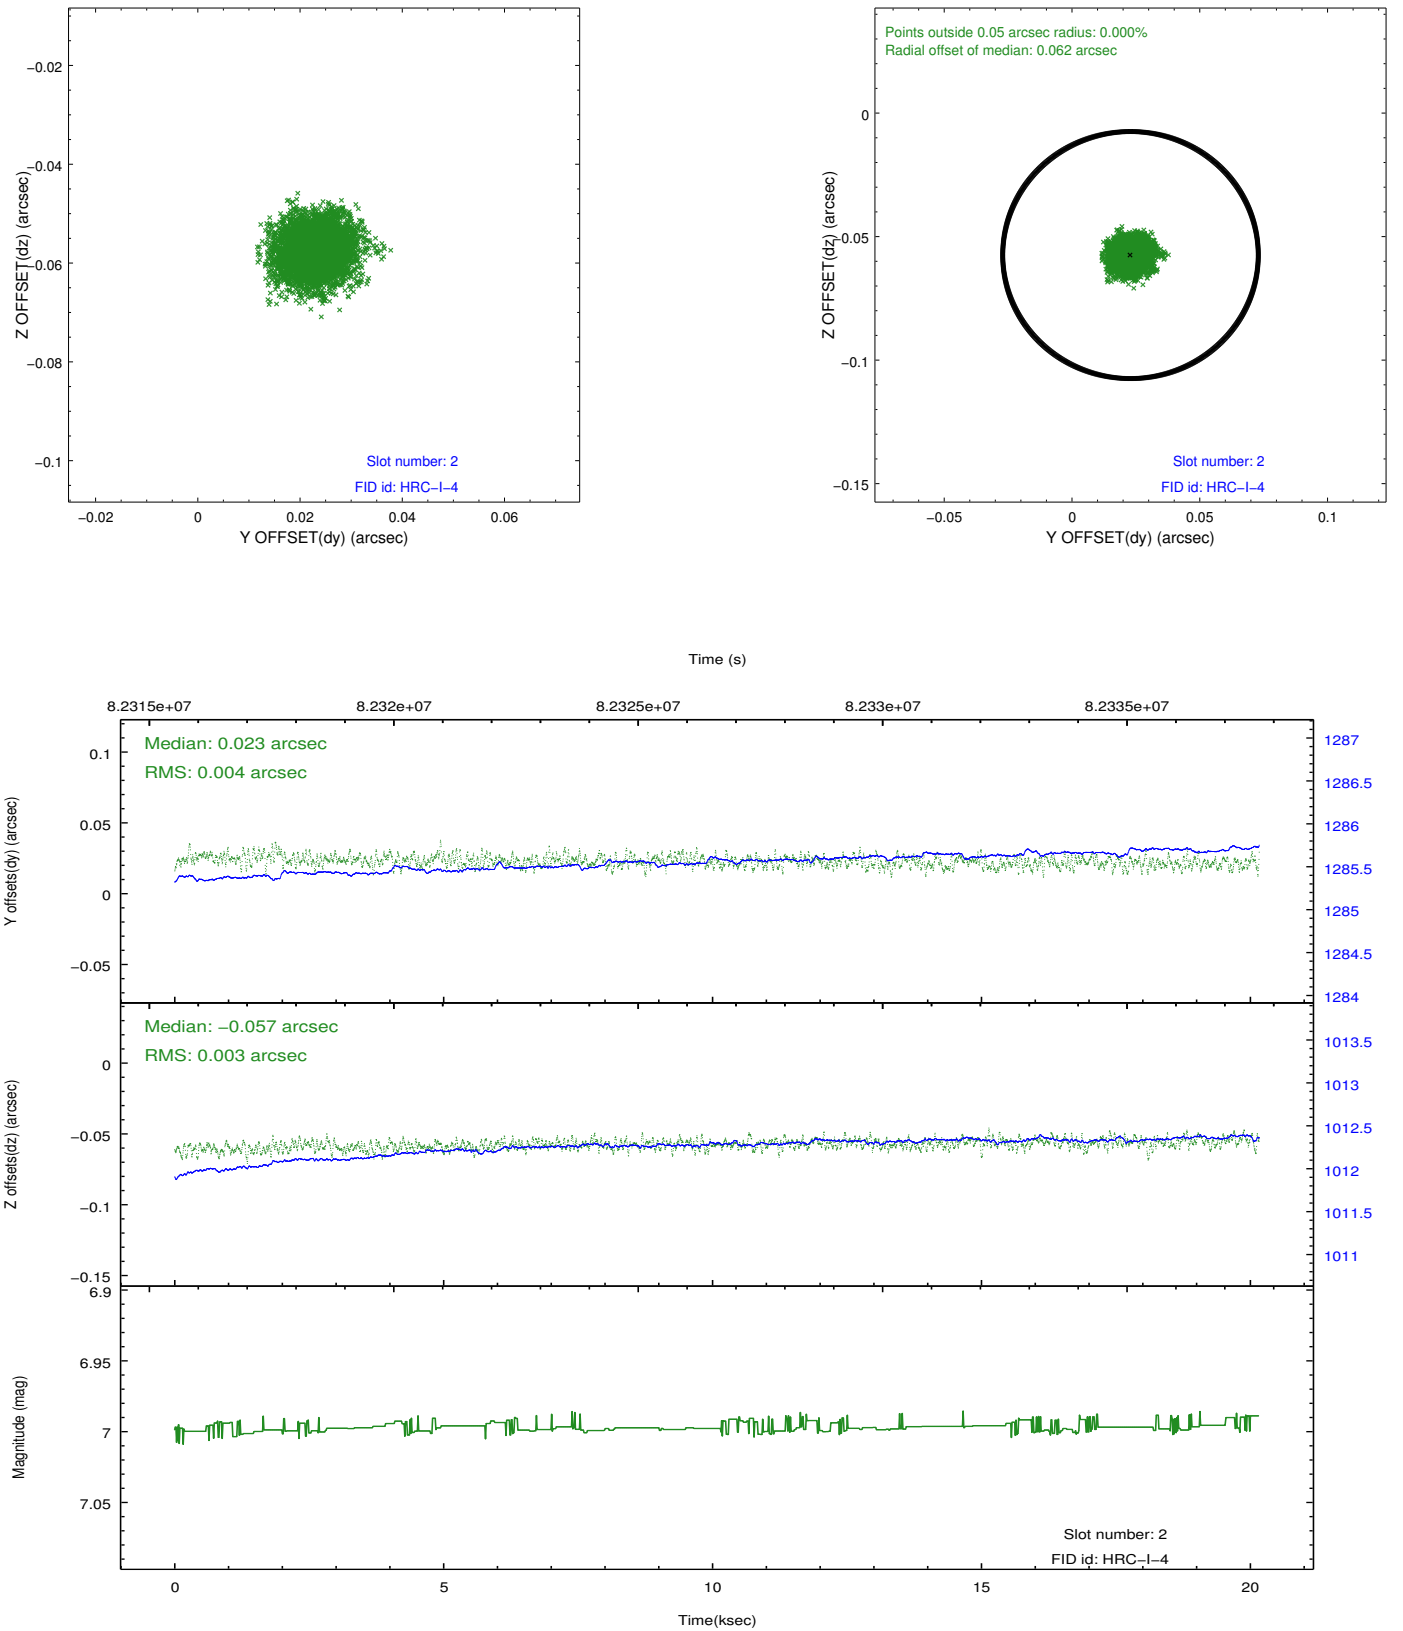 −0.02
−0.04
−0.06
−0.08
−0.1
Z OFFSET(dz) (arcsec)
Slot number: 2
FID id: HRC−I−4
−0.02
0
0.02
0.04
0.06
Y OFFSET(dy) (arcsec)
Points outside 0.05 arcsec radius: 0.000%
Radial offset of median: 0.062 arcsec
0
−0.05
−0.1
−0.15
Z OFFSET(dz) (arcsec)
Slot number: 2
FID id: HRC−I−4
−0.05
0
0.05
0.1
Y OFFSET(dy) (arcsec)
Time (s)
8.2315e+07
8.232e+07
8.2325e+07
8.233e+07
8.2335e+07
Median: 0.023 arcsec
RMS: 0.004 arcsec
0.1
0.05
0
−0.05
Y offsets(dy) (arcsec)
1287
1286.5
1286
1285.5
1285
1284.5
1284
Median: −0.057 arcsec
RMS: 0.003 arcsec
0
−0.05
−0.1
−0.15
Z offsets(dz) (arcsec)
1013.5
1013
1012.5
1012
1011.5
1011
6.9
6.95
7
7.05
Magnitude (mag)
Slot number: 2
FID id: HRC−I−4
0
5
10
15
20
Time(ksec)